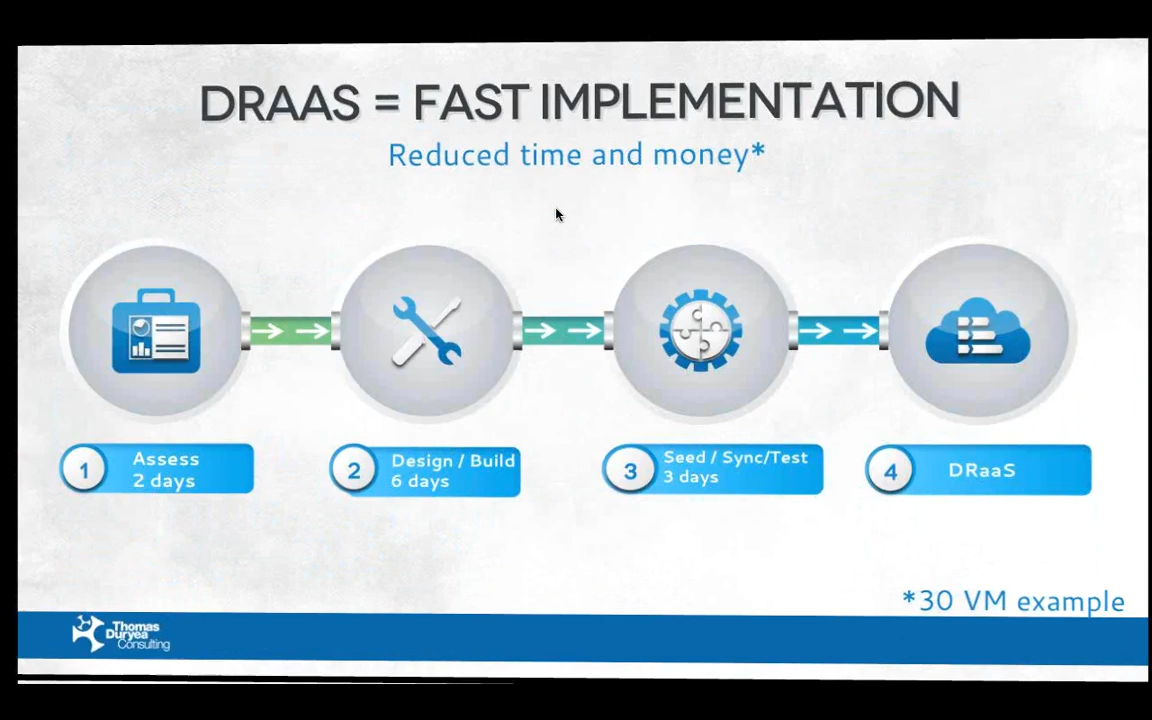 DRAAS = FAST IMPLEMENTATION
Reduced time and money*
1
Assess
2 days
2
Design / Build
6 days
3
Seed / Sync/Test
3 days
4
DRaaS
*30 VM example
Thomas
Duryea
Consulting